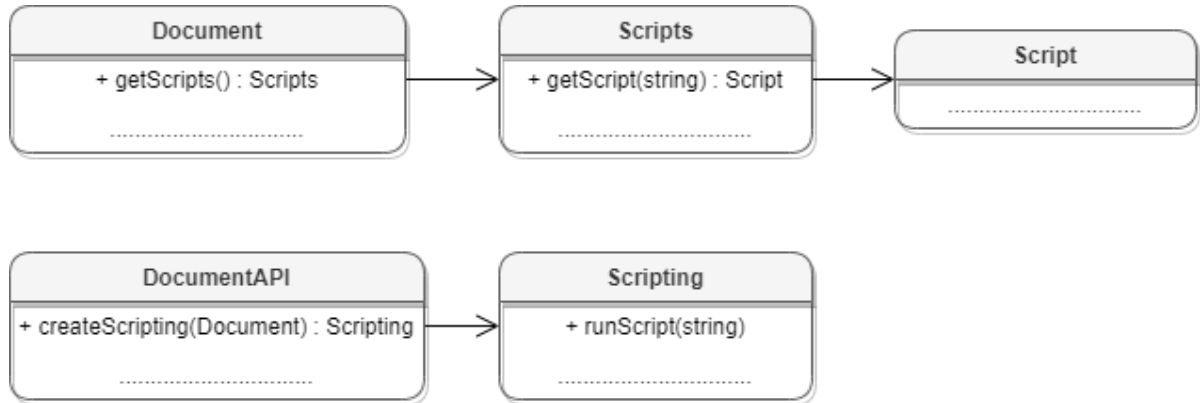 Document
+ getScripts() : Scripts
................................
Scripts
+ getScript(string) : Script
................................
Script
................................
DocumentAPI
+ createScripting(Document) : Scripting
................................
Scripting
+ runScript(string)
................................